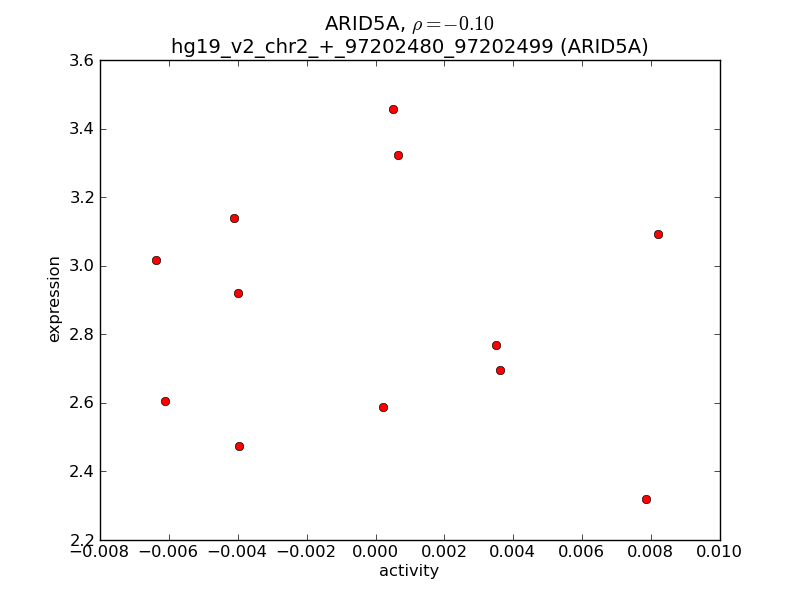 ARID5A, ρ = −0.10
hg19_v2_chr2_+_97202480_97202499 (ARID5A)
3.6
3.4
3.2
3.0
2.8
2.6
2.4
2.2
expression
−0.008 −0.006 −0.004 −0.002 0.000 0.002 0.004 0.006 0.008 0.010
activity